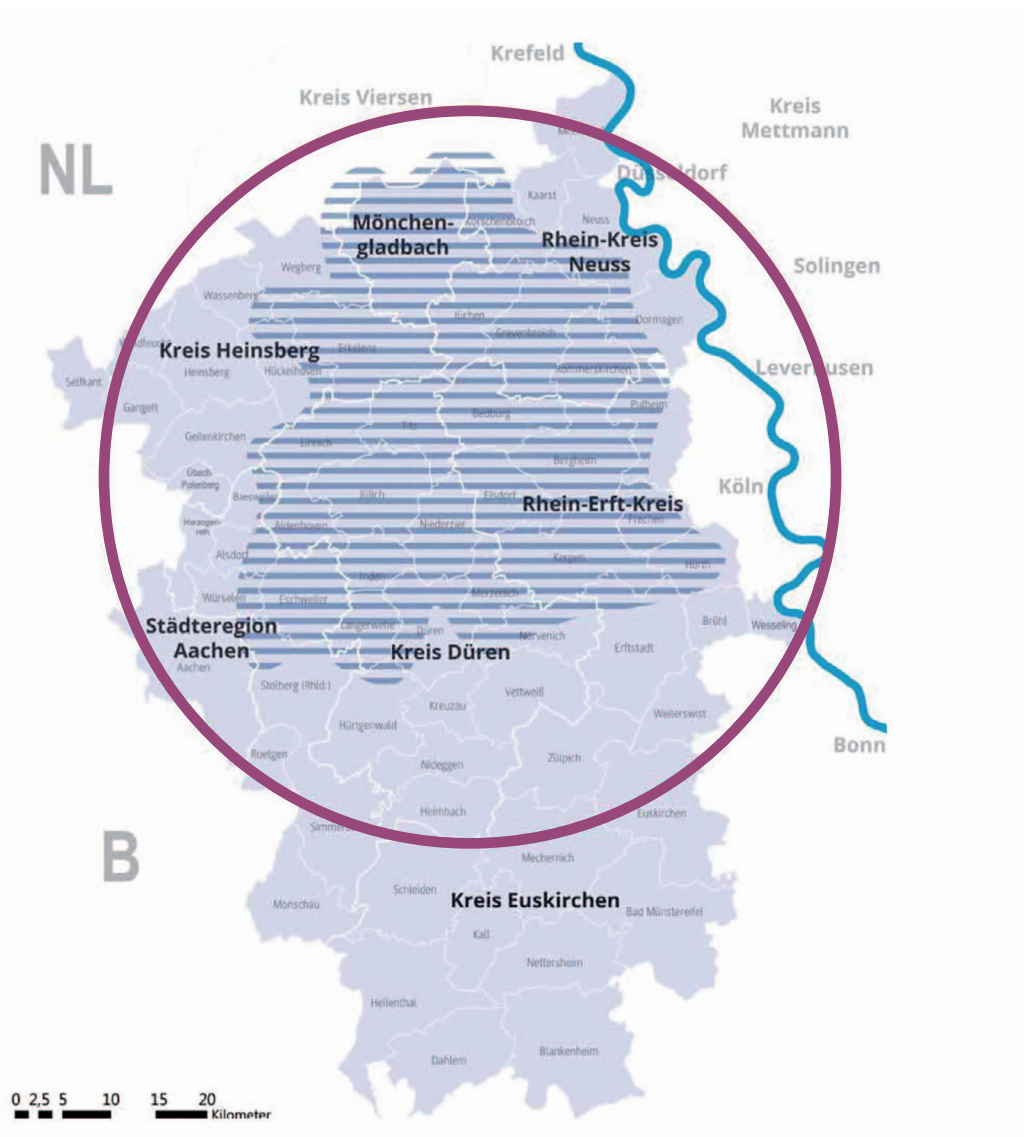 Krefeld
Kreis Viersen
Kreis
Mettmann
NL
Düsseldorf
Kaarst
Mönchen-
gladbach
Korschenbroich
Neuss
Rhein-Kreis
Neuss
Wegberg
Solingen
Wassenberg
Jüchen
Dormagen
Grevenbroich
Kreis Heinsberg
Erkelenz
Heinsberg
Hückelhoven
Rommerskirchen
Leverkusen
Selfkant
Gangelt
Pulheim
Bedburg
Titz
Geilenkirchen
Linnich
Bergheim
Übach-
Palenberg
Baesweiler
Jülich
Elsdorf
Köln
Rhein-Erft-Kreis
Frechen
Herzogen-
rath
Aldenhoven
Niederzier
Alsdorf
Kerpen
Hürth
Inden
Merzenich
Würselen
Eschweiler
Städteregion
Aachen
Langerwehe
Düren
Kreis Düren
Nörvenich
Brühl
Wesseling
Erftstadt
Aachen
Stolberg (Rhld.)
Vettweiß
Kreuzau
Weilerswist
Hürtgenwald
Bonn
Roetgen
Nideggen
Zülpich
Heimbach
Euskirchen
B
Mechernich
Schleiden
Monschau
Kreis Euskirchen
Bad Münstereifel
Kall
Nettersheim
Hellenthal
Dahlem
Blankenheim
0 2,5 5 10 15 20
Kilometer